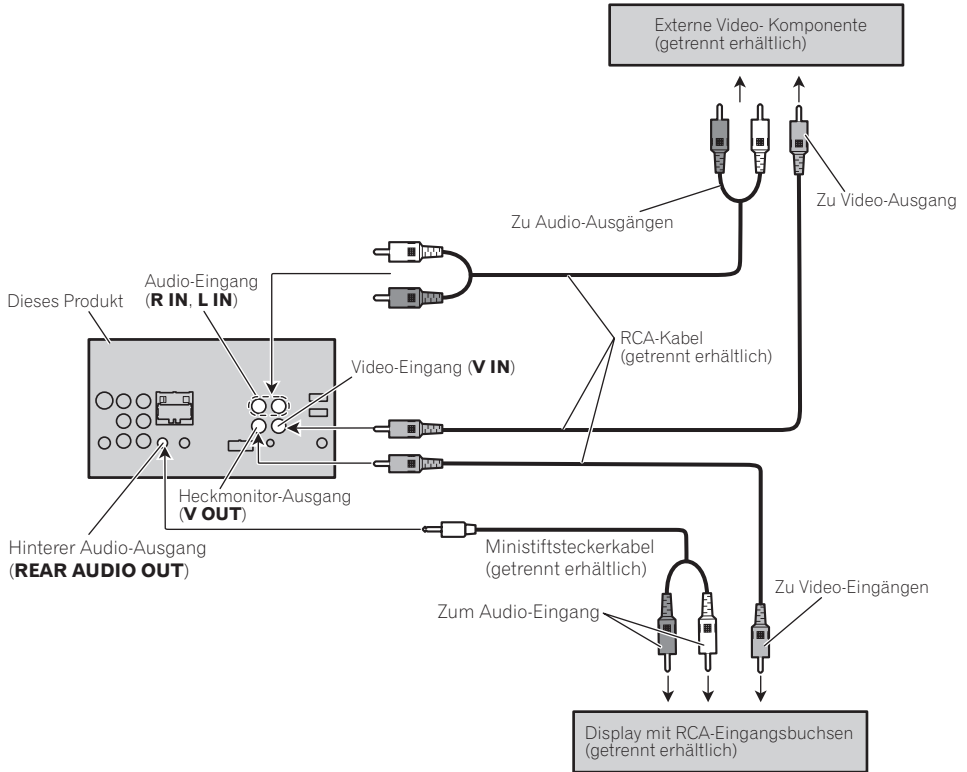 Externe Video- Komponente
(getrennt erhältlich)
Zu Video-Ausgang
Zu Audio-Ausgängen
Audio-Eingang
(R IN, L IN)
Dieses Produkt
RCA-Kabel
(getrennt erhältlich)
Video-Eingang (V IN)
Heckmonitor-Ausgang
(V OUT)
Hinterer Audio-Ausgang
(REAR AUDIO OUT)
Ministiftsteckerkabel
(getrennt erhältlich)
Zu Video-Eingängen
Zum Audio-Eingang
Display mit RCA-Eingangsbuchsen
(getrennt erhältlich)